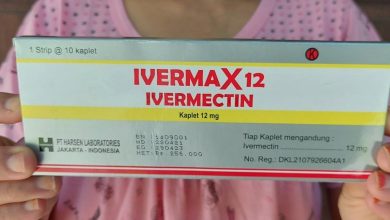 1 Strip @ 10 kaplet
K
IVERMAX 12
IVERMECTIN
Kaplet 12 mg
PT HARSEN LABORATORIES
JAKARTA - INDONESIA
Tiap Kaplet mengandung :
Ivermectin 12 mg
No. Reg.: DKL2107926604A1